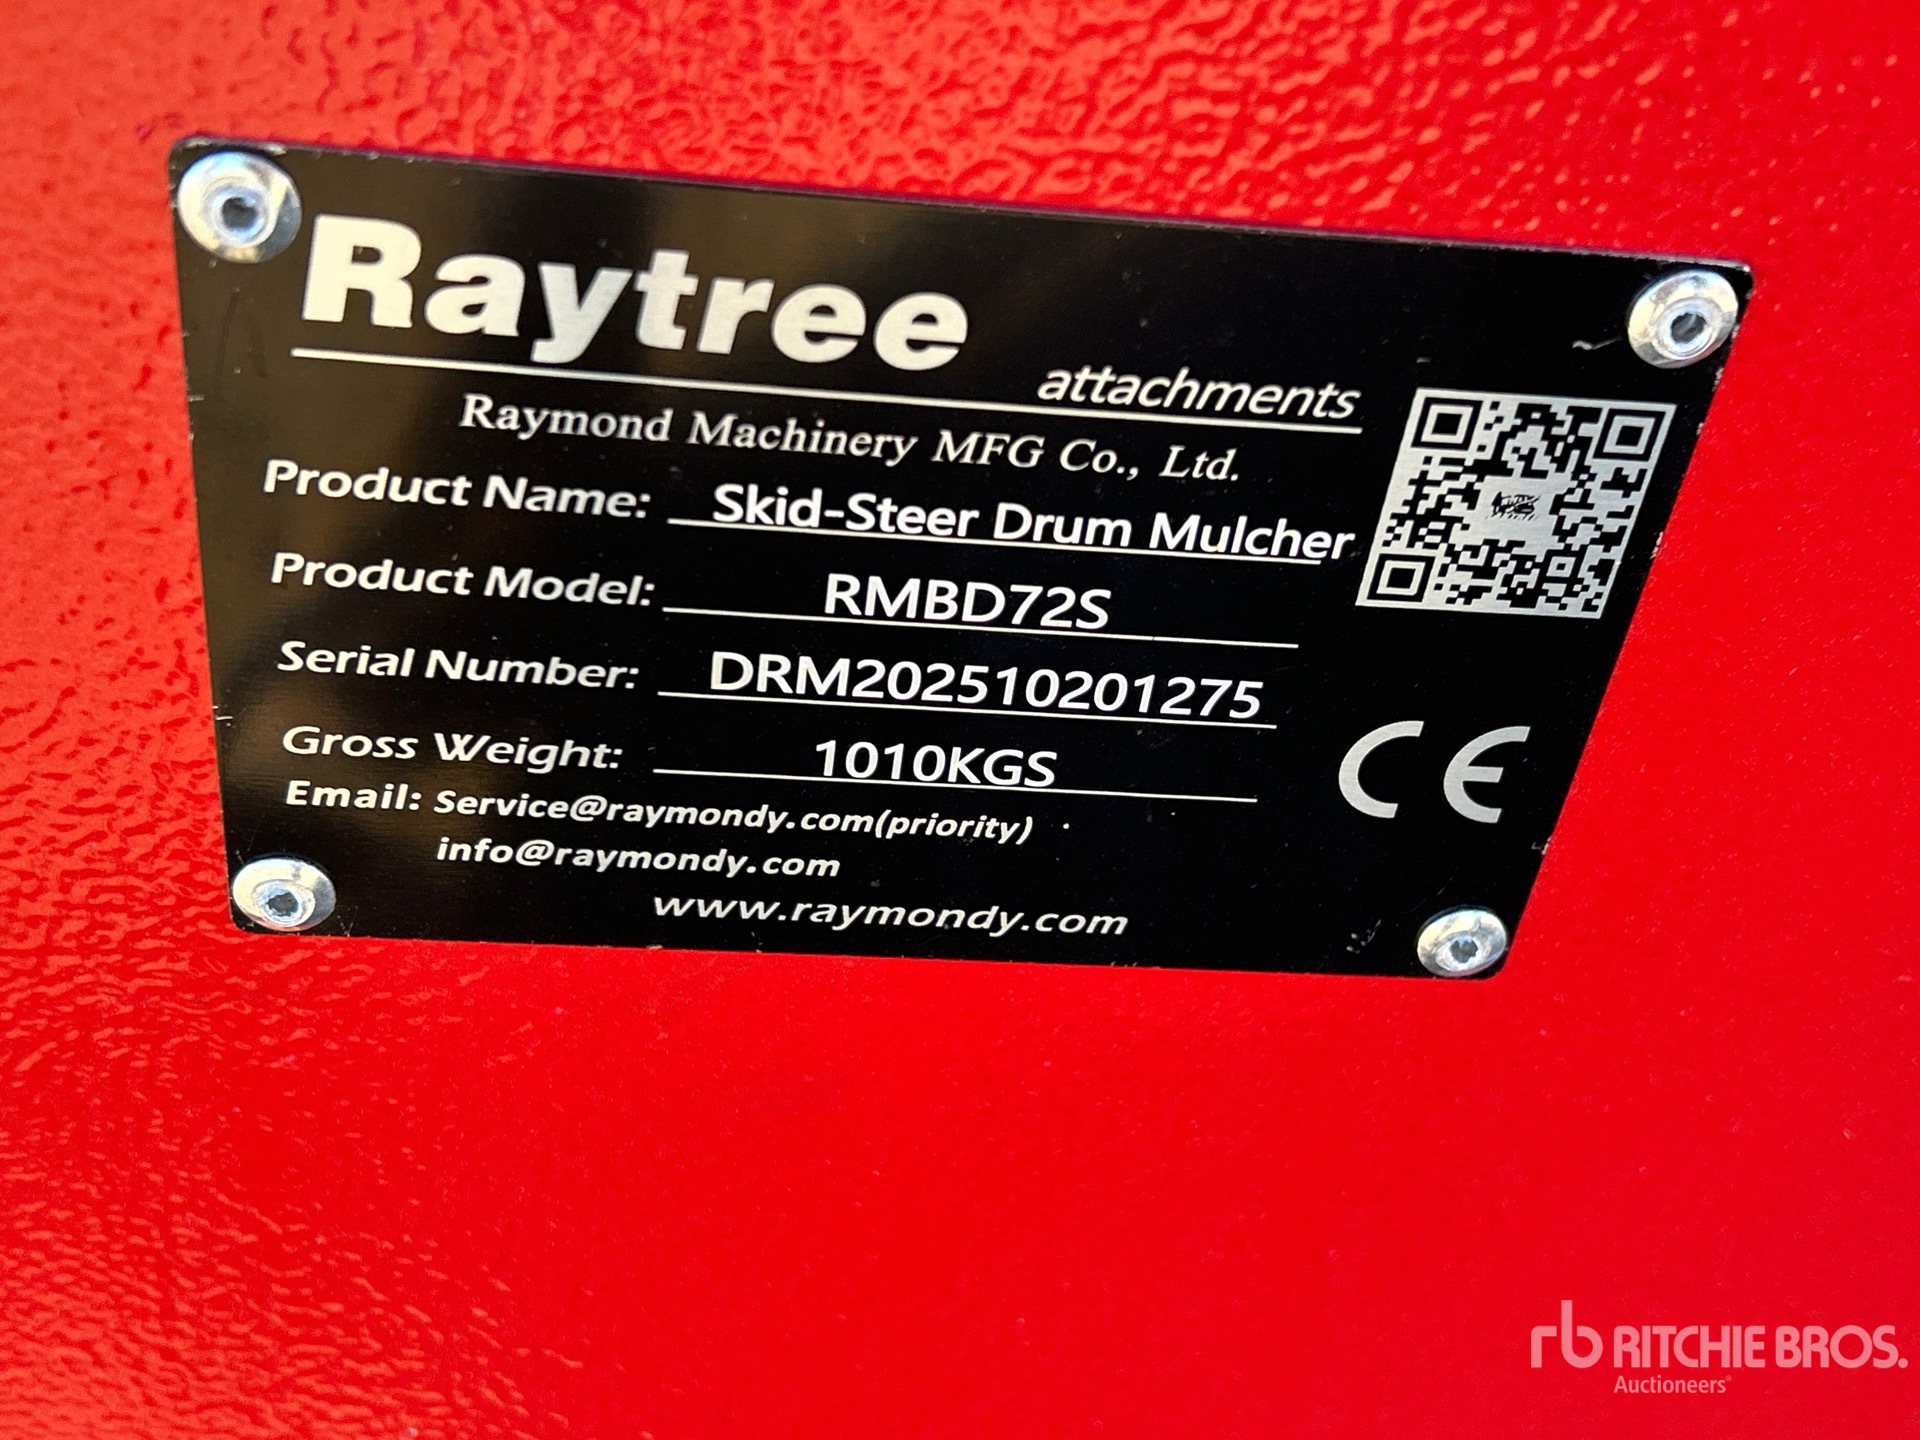 Raytree
attachments
Raymond Machinery MFG Co., Ltd.
Product Name: Skid-Steer Drum Mulcher
Product Model: RMBD72S
Serial Number: DRM202510201275
Gross Weight: 1010KGS
Email: Service@raymondy.com(priority)
info@raymondy.com
www.raymondy.com
CE
rb RITCHIE BROS.
Auctioneers